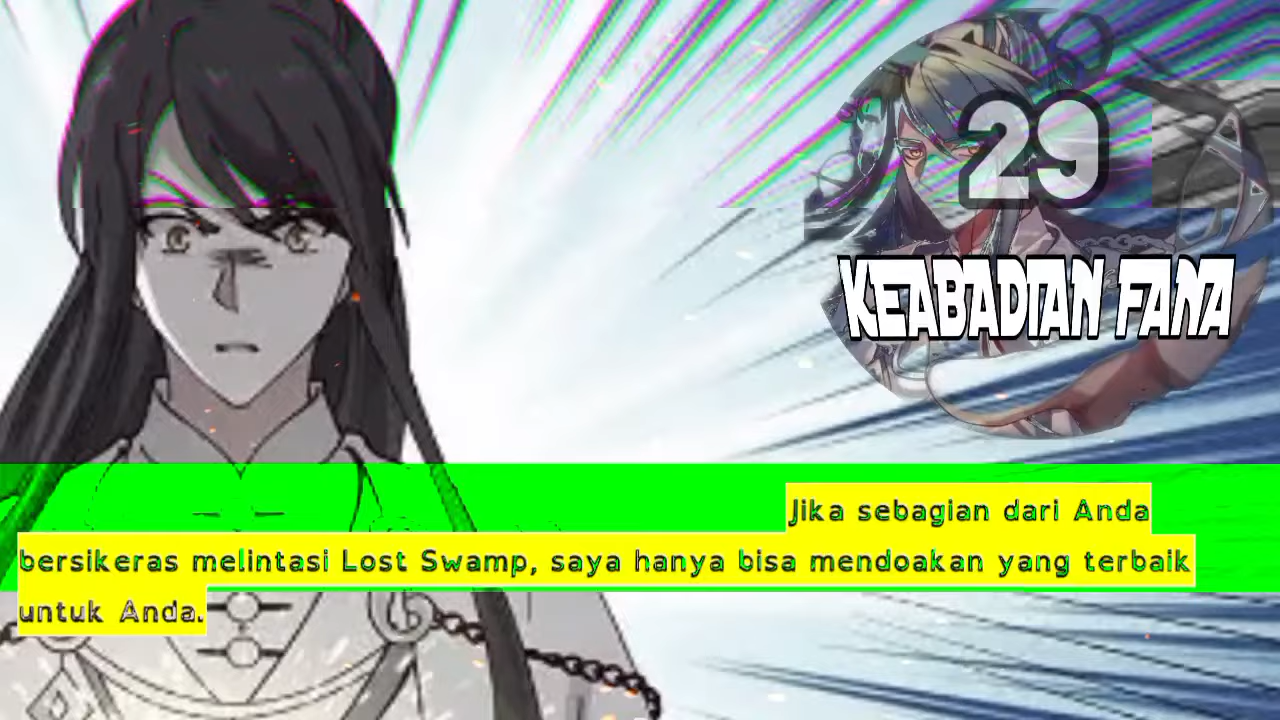 29
KEABADIAN FANA
Jika sebagian dari Anda
bersikeras melintasi Lost Swamp, saya hanya bisa mendoakan yang terbaik
untuk Anda.